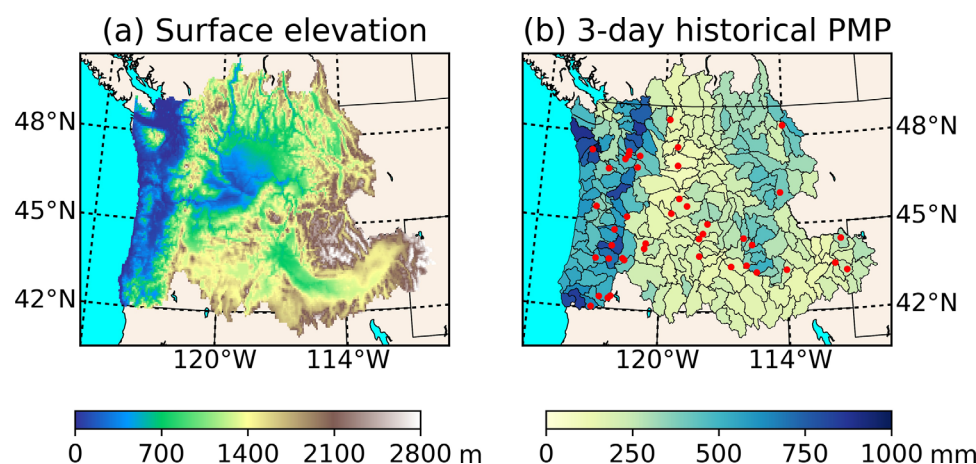 (a) Surface elevation
(b) 3-day historical PMP
48°N
48°N
45°N
45°N
42°N
42°N
120°W
114°W
120°W
114°W
0
700
1400
2100
2800 m
0
250
500
750
1000 mm